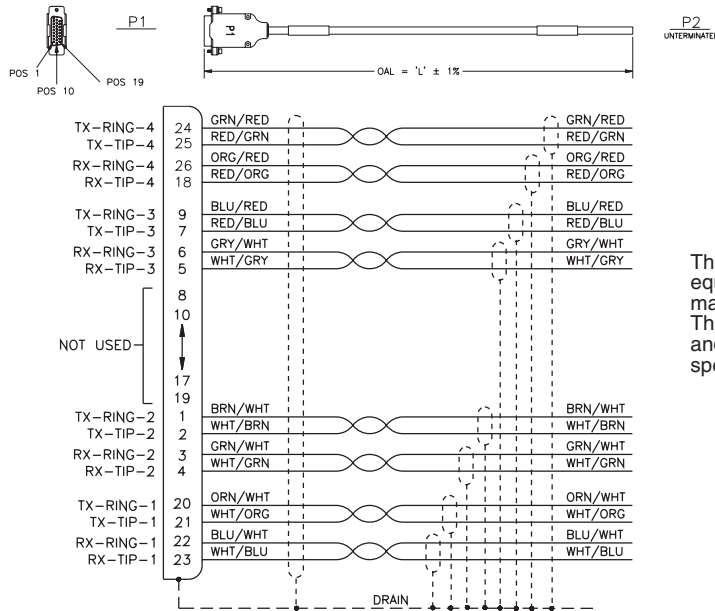 P1
P2
UNTERMINATED
POS 1
POS 10
POS 19
P1
OAL = 'L' ± 1%
TX-RING-4 24 GRN/RED GRN/RED
TX-TIP-4 25 RED/GRN RED/GRN
RX-RING-4 26 ORG/RED ORG/RED
RX-TIP-4 18 RED/ORG RED/ORG
TX-RING-3 9 BLU/RED BLU/RED
TX-TIP-3 7 RED/BLU RED/BLU
RX-RING-3 6 GRY/WHT GRY/WHT
RX-TIP-3 5 WHT/GRY WHT/GRY
8
10
NOT USED
17
19
TX-RING-2 1 BRN/WHT BRN/WHT
TX-TIP-2 2 WHT/BRN WHT/BRN
RX-RING-2 3 GRN/WHT GRN/WHT
RX-TIP-2 4 WHT/GRN WHT/GRN
TX-RING-1 20 ORN/WHT ORN/WHT
TX-TIP-1 21 WHT/ORG WHT/ORG
RX-RING-1 22 BLU/WHT BLU/WHT
RX-TIP-1 23 WHT/BLU WHT/BLU
DRAIN
Th
equ
ma
Th
and
spe